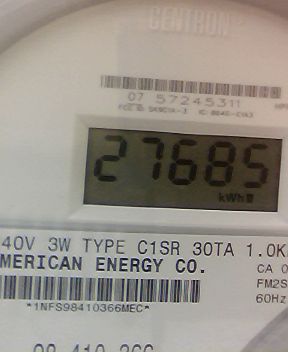 CENTRON
07 57245311
27685
kWh
40V 3W TYPE C1SR 30TA 1.0K
MERICAN ENERGY CO.
CA 0
FM2S
*1NFS98410366MEC*
60Hz